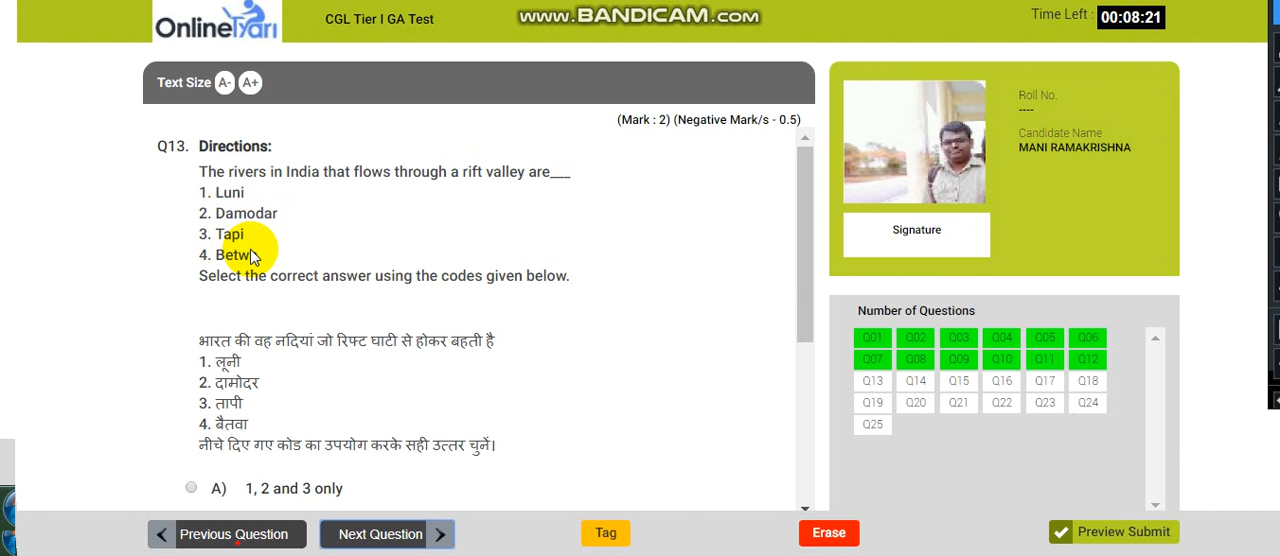 OnlineTyari
CGL Tier I GA Test
www.BANDICAM.com
Time Left : 00:08:21
Text Size A- A+
(Mark : 2) (Negative Mark/s - 0.5)
Q13. Directions:
The rivers in India that flows through a rift valley are___
1. Luni
2. Damodar
3. Tapi
4. Betw
Select the correct answer using the codes given below.
भारत की वह नदियां जो रिफ्ट घाटी से होकर बहती है
1. लूनी
2. दामोदर
3. तापी
4. बैतवा
नीचे दिए गए कोड का उपयोग करके सही उत्तर चुनें।
A) 1, 2 and 3 only
Previous Question
Next Question
Tag
Erase
Preview Submit
Roll No.
----
Candidate Name
MANI RAMAKRISHNA
Signature
Number of Questions
Q01 Q02 Q03 Q04 Q05 Q06
Q07 Q08 Q09 Q10 Q11 Q12
Q13 Q14 Q15 Q16 Q17 Q18
Q19 Q20 Q21 Q22 Q23 Q24
Q25